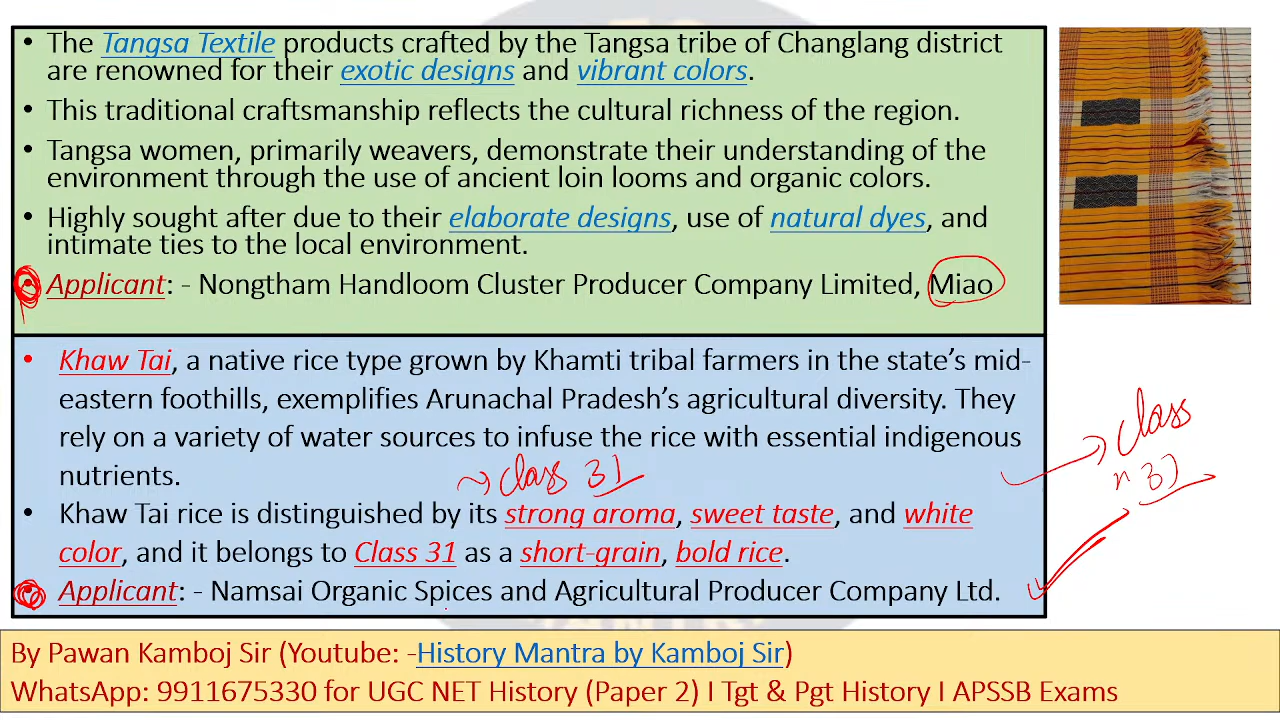 • The Tangsa Textile products crafted by the Tangsa tribe of Changlang district
are renowned for their exotic designs and vibrant colors.
• This traditional craftsmanship reflects the cultural richness of the region.
• Tangsa women, primarily weavers, demonstrate their understanding of the
environment through the use of ancient loin looms and organic colors.
• Highly sought after due to their elaborate designs, use of natural dyes, and
intimate ties to the local environment.
• Applicant: - Nongtham Handloom Cluster Producer Company Limited, Miao
• Khaw Tai, a native rice type grown by Khamti tribal farmers in the state’s mid-
eastern foothills, exemplifies Arunachal Pradesh’s agricultural diversity. They
rely on a variety of water sources to infuse the rice with essential indigenous
nutrients.
class 31
class
31
• Khaw Tai rice is distinguished by its strong aroma, sweet taste, and white
color, and it belongs to Class 31 as a short-grain, bold rice.
• Applicant: - Namsai Organic Spices and Agricultural Producer Company Ltd.
By Pawan Kamboj Sir (Youtube: -History Mantra by Kamboj Sir)
WhatsApp: 9911675330 for UGC NET History (Paper 2) I Tgt & Pgt History I APSSB Exams